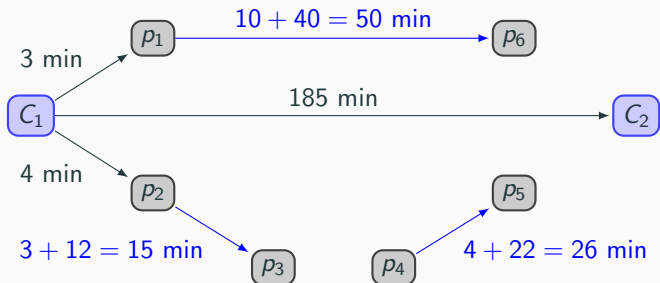 10 + 40 = 50 min
p₁
p₆
3 min
185 min
C₁
C₂
4 min
p₂
p₅
3 + 12 = 15 min
4 + 22 = 26 min
p₃
p₄